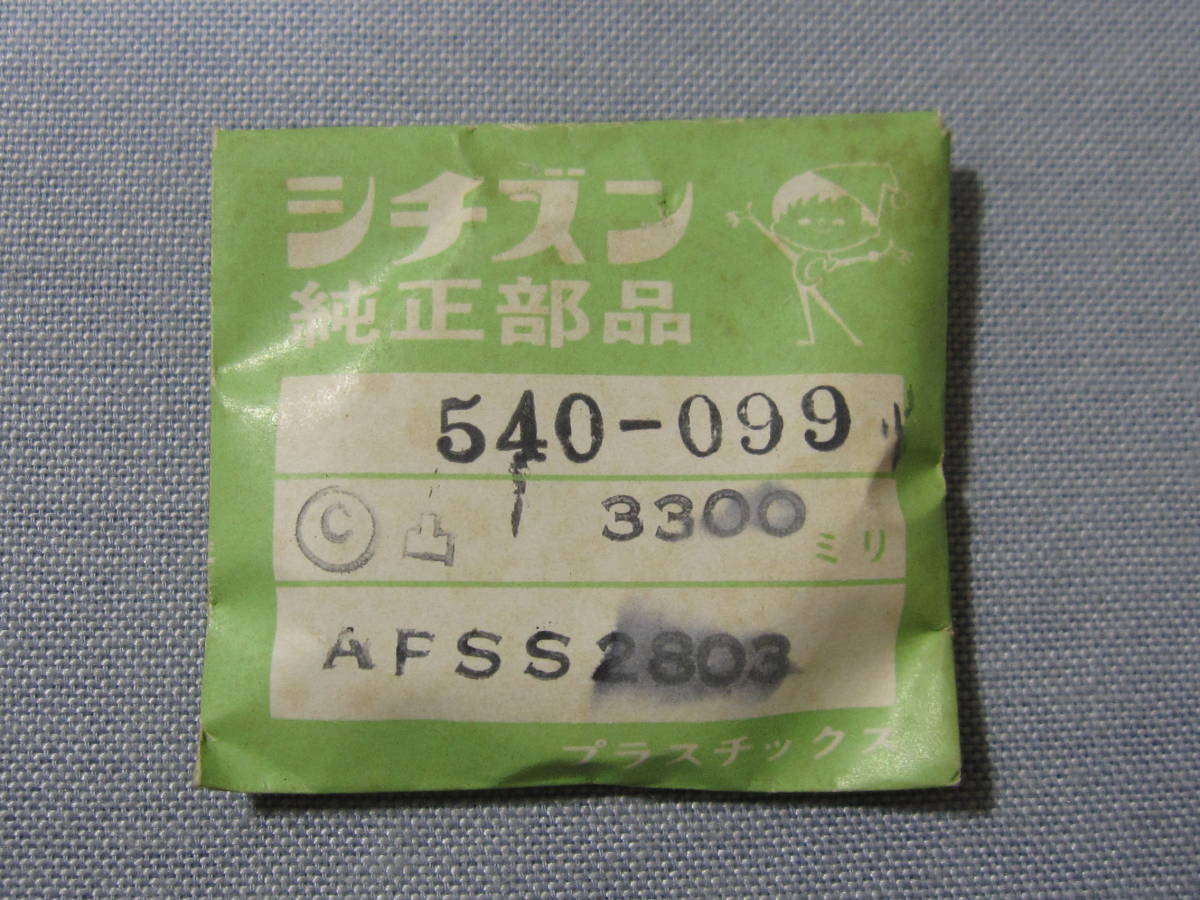 シチズン
純正部品
540-099
C 凸 3300 ミリ
AFSS2803
プラスチックス